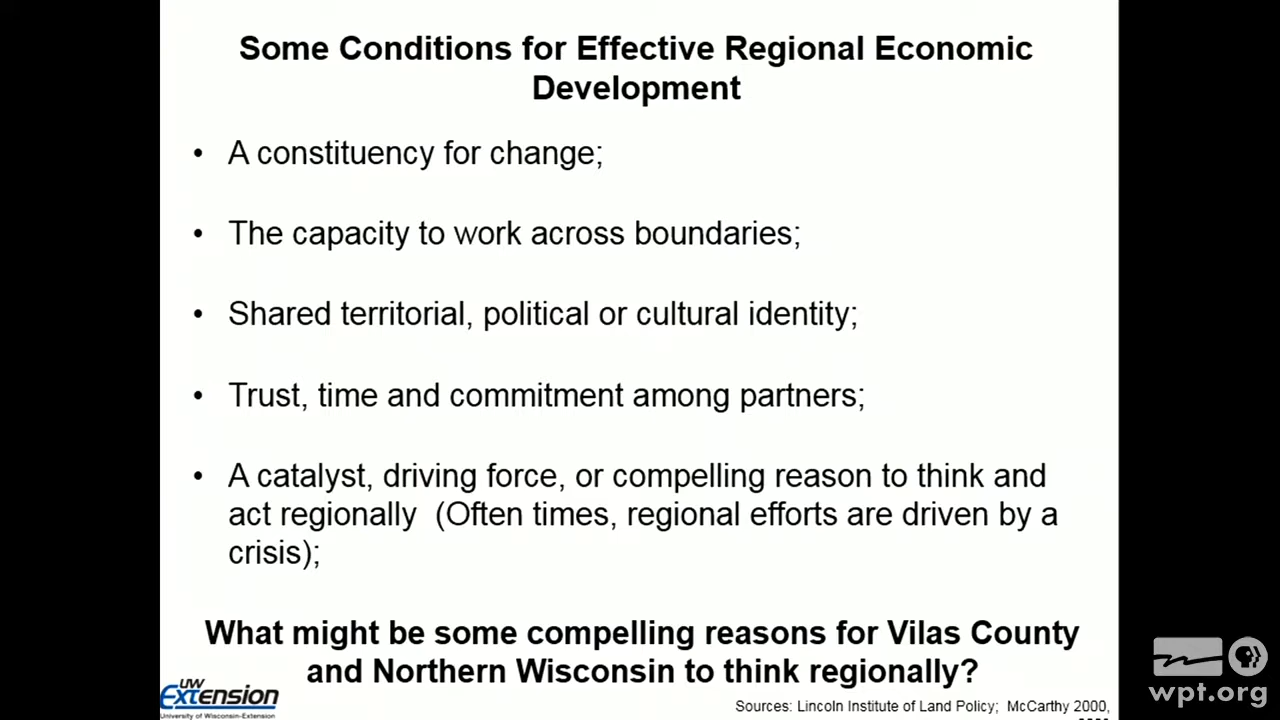 Some Conditions for Effective Regional Economic
Development
• A constituency for change;
• The capacity to work across boundaries;
• Shared territorial, political or cultural identity;
• Trust, time and commitment among partners;
• A catalyst, driving force, or compelling reason to think and
act regionally (Often times, regional efforts are driven by a
crisis);
What might be some compelling reasons for Vilas County
and Northern Wisconsin to think regionally?
UW
Extension
University of Wisconsin-Extension
Sources: Lincoln Institute of Land Policy; McCarthy 2000,
wpt.org